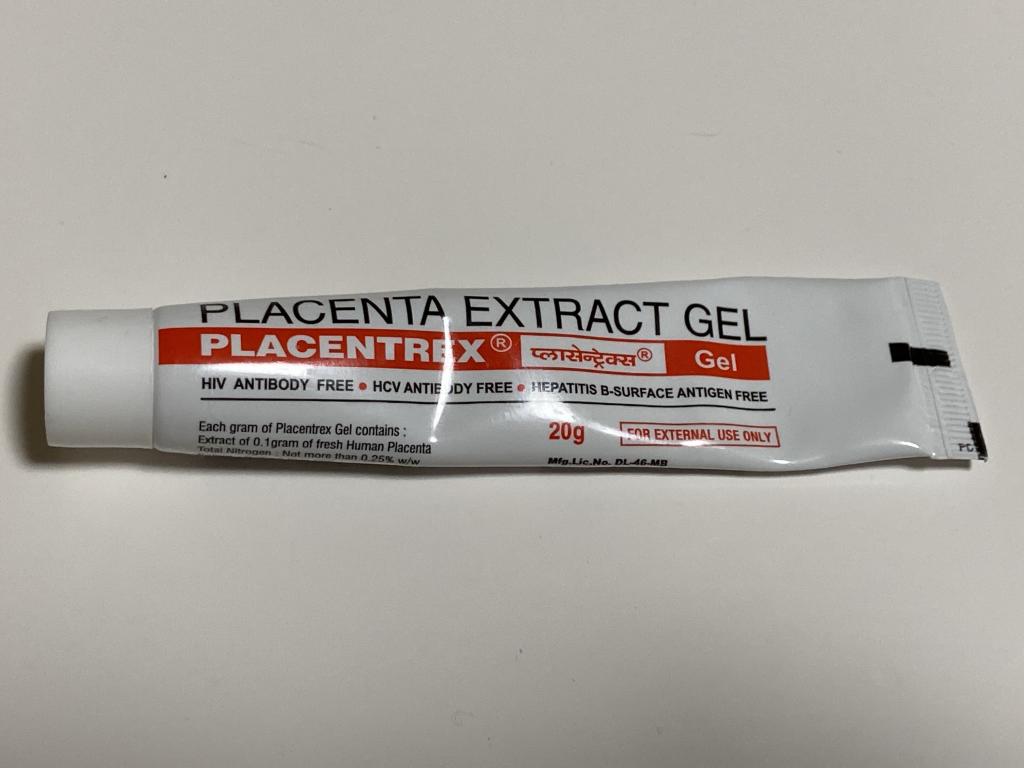 PLACENTA EXTRACT GEL
PLACENTREX® प्लासेन्ट्रेक्स® Gel
HIV ANTIBODY FREE • HCV ANTIBODY FREE • HEPATITIS B-SURFACE ANTIGEN FREE
Each gram of Placentrex Gel contains :
Extract of 0.1gram of fresh Human Placenta
Total Nitrogen : Not more than 0.25% w/w
20g
FOR EXTERNAL USE ONLY
Mfg.Lic.No. DL-46-MB